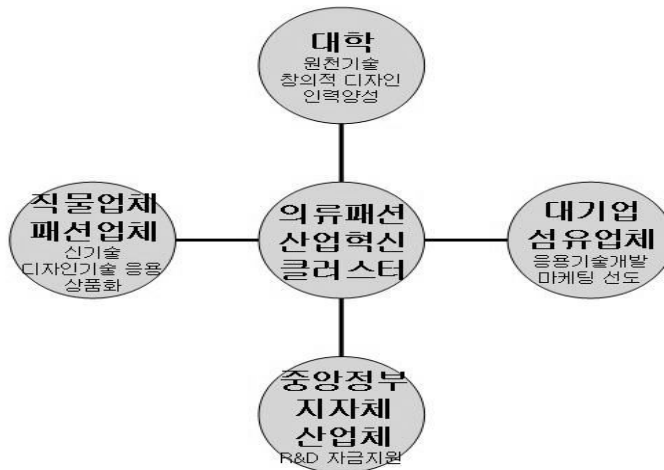 대학
원천기술
창의적 디자인
인력양성
직물업체
패션업체
신기술
디자인기술 응용
상품화
의류패션
산업혁신
클러스터
대기업
섬유업체
응용기술개발
마케팅 선도
중앙정부
지자체
산업체
R&D 자금지원